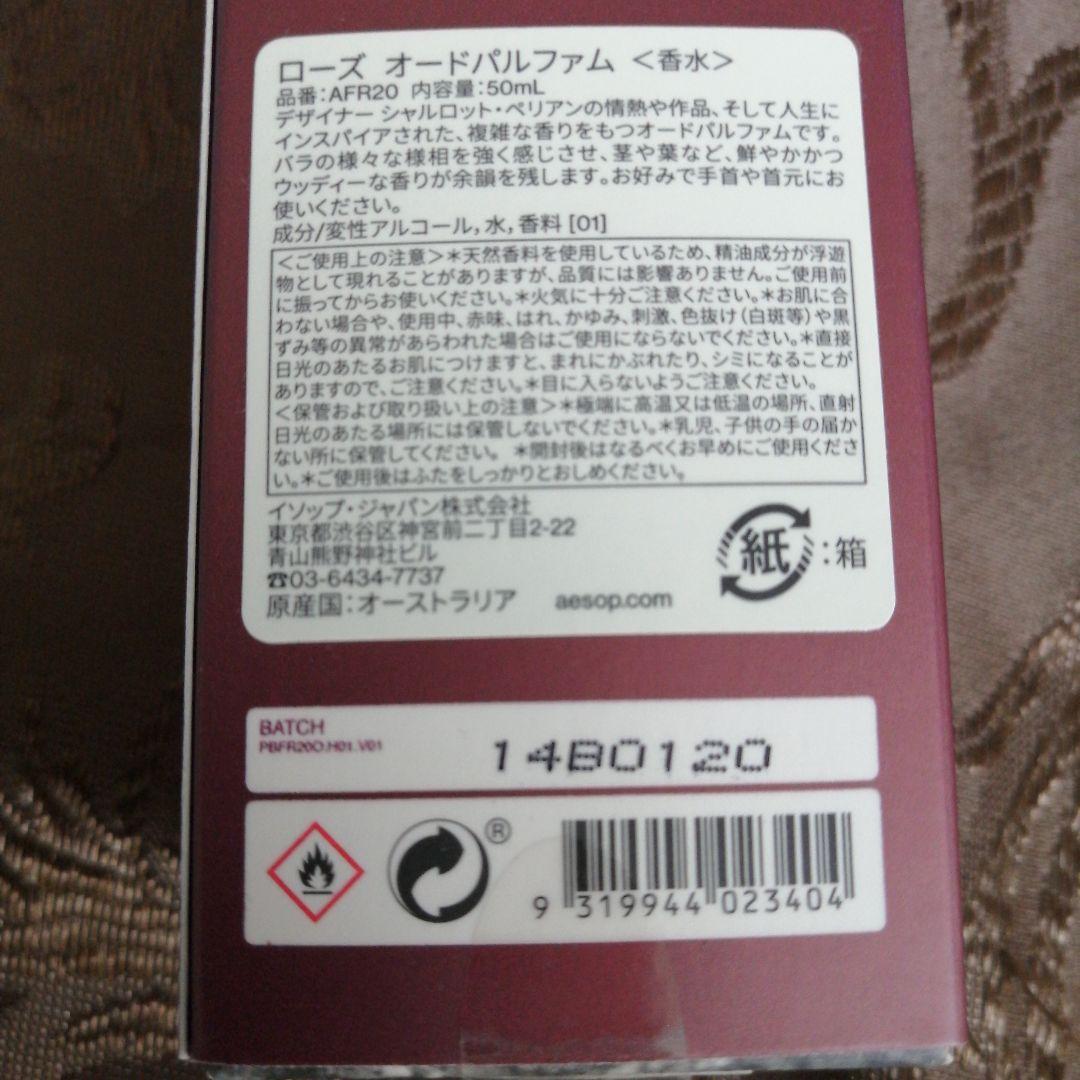 ローズ オードパルファム ＜香水＞
品番：AFR20 内容量：50mL
デザイナー シャルロット・ペリアンの情熱や作品、そして人生に
インスパイアされた、複雑な香りをもつオードパルファムです。
バラの様々な様相を強く感じさせ、茎や葉など、鮮やかかつ
ウッディーな香りが余韻を残します。お好みで手首や首元にお
使いください。
成分/変性アルコール，水，香料 [01]
＜ご使用上の注意＞＊天然香料を使用しているため、精油成分が浮遊
物として現れることがありますが、品質には影響ありません。ご使用前
に振ってからお使いください。＊火気に十分ご注意ください。＊お肌に合
わない場合や、使用中、赤味、はれ、かゆみ、刺激、色抜け（白斑等）や黒
ずみ等の異常があらわれた場合はご使用にならないでください。＊直接
日光のあたるお肌につけますと、まれにかぶれたり、シミになることが
ありますので、ご注意ください。＊目に入らないようご注意ください。
＜保管および取り扱い上の注意＞＊極端に高温又は低温の場所、直射
日光のあたる場所には保管しないでください。＊乳児、子供の手の届か
ない所に保管してください。 ＊開封後はなるべくお早めにご使用くださ
い。＊ご使用後はふたをしっかりとおしめください。
イソップ・ジャパン株式会社
東京都渋谷区神宮前二丁目2-22
青山熊野神社ビル
☎03-6434-7737
原産国：オーストラリア aesop.com
紙：箱
BATCH
PBFR20O.H01.V01
14B0120
®
9 319944 023404